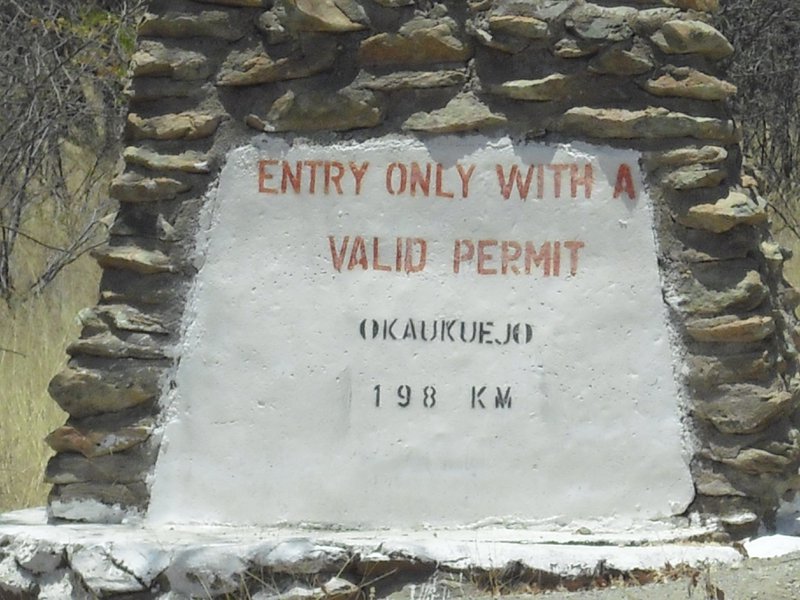 ENTRY ONLY WITH A
VALID PERMIT
OKAUKUEJO
198 KM